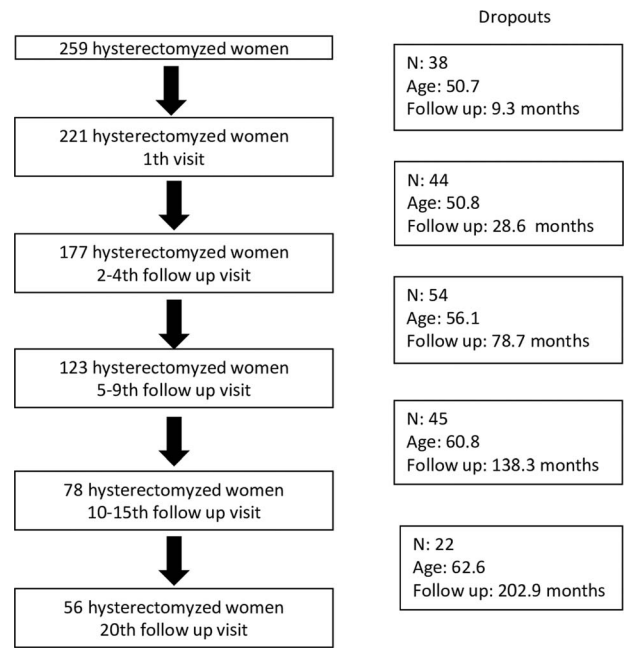 Dropouts
259 hysterectomyzed women
N: 38
Age: 50.7
Follow up: 9.3 months
221 hysterectomyzed women
1th visit
N: 44
Age: 50.8
Follow up: 28.6 months
177 hysterectomyzed women
2-4th follow up visit
N: 54
Age: 56.1
Follow up: 78.7 months
123 hysterectomyzed women
5-9th follow up visit
N: 45
Age: 60.8
Follow up: 138.3 months
78 hysterectomyzed women
10-15th follow up visit
N: 22
Age: 62.6
Follow up: 202.9 months
56 hysterectomyzed women
20th follow up visit